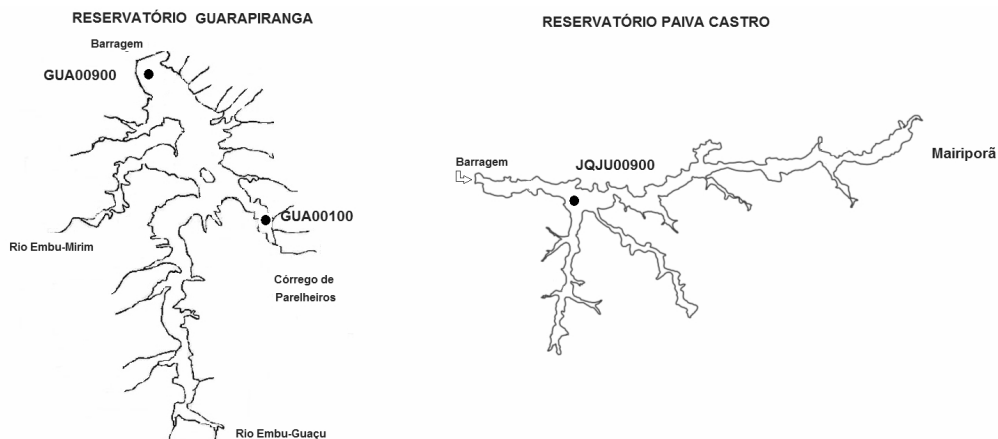 RESERVATÓRIO GUARAPIRANGA
Barragem
GUA00900
GUA00100
Rio Embu-Mirim
Córrego de
Parelheiros
Rio Embu-Guaçu
RESERVATÓRIO PAIVA CASTRO
Barragem
JQJU00900
Mairiporã